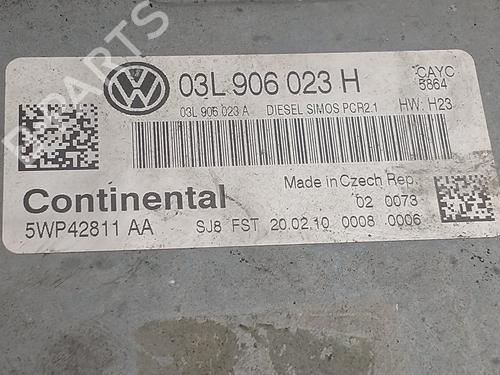 03L 906 023 H
CAYC
5864
03L 906 023 A DIESEL SIMOS PCR2.1 HW: H23
Continental
Made in Czech Rep.
02 0073
5WP42811 AA SJ8 FST 20.02.10 0008 0006